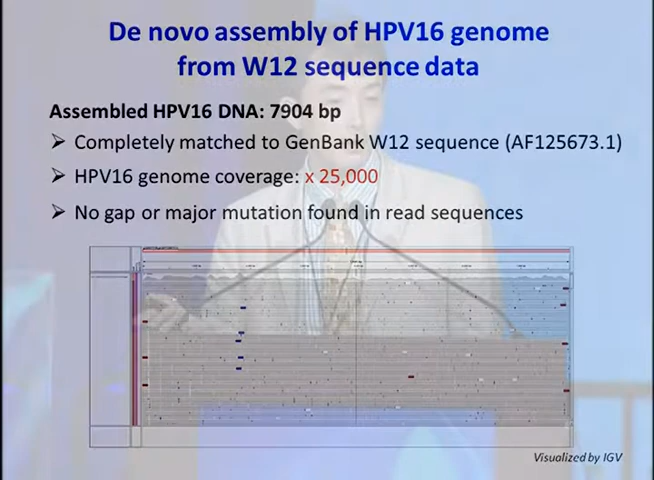 De novo assembly of HPV16 genome
from W12 sequence data
Assembled HPV16 DNA: 7904 bp
➢ Completely matched to GenBank W12 sequence (AF125673.1)
➢ HPV16 genome coverage: x 25,000
➢ No gap or major mutation found in read sequences
Visualized by IGV